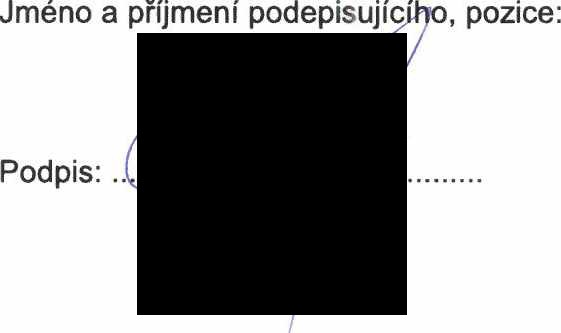 Jméno a příjmení podepisujícího, pozice:
Podpis: ............